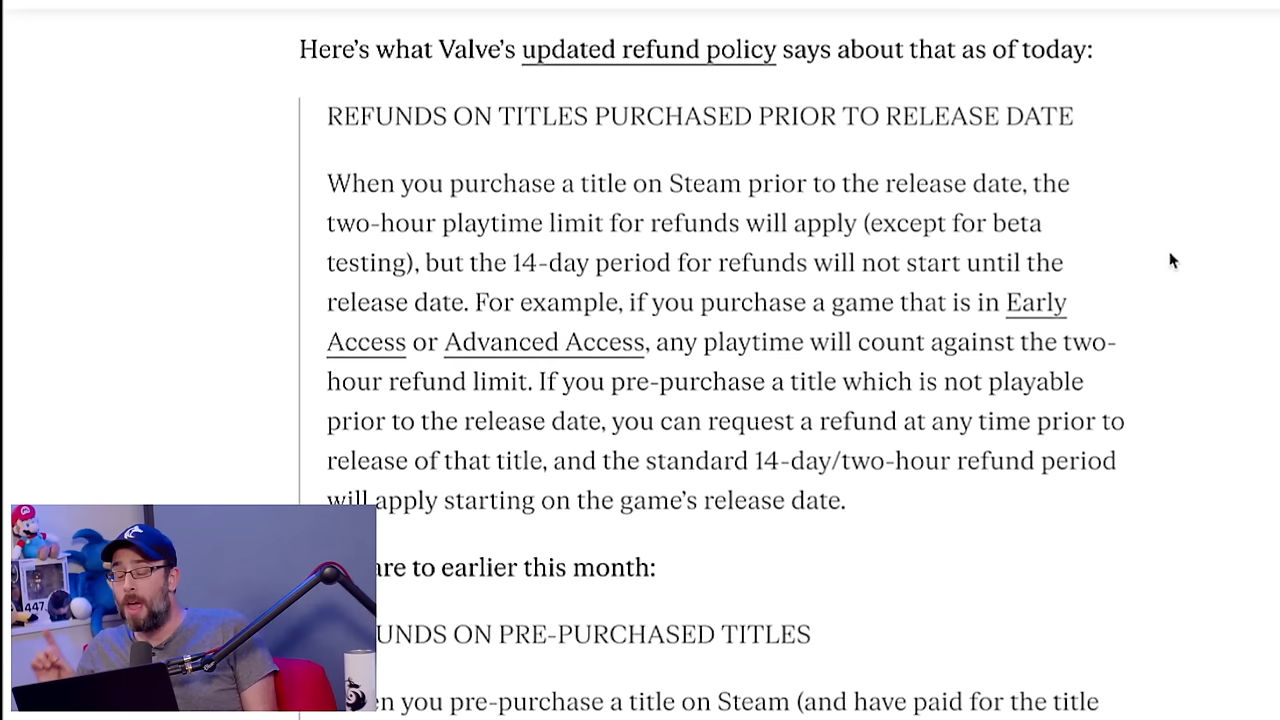 Here’s what Valve’s updated refund policy says about that as of today:
REFUNDS ON TITLES PURCHASED PRIOR TO RELEASE DATE
When you purchase a title on Steam prior to the release date, the
two-hour playtime limit for refunds will apply (except for beta
testing), but the 14-day period for refunds will not start until the
release date. For example, if you purchase a game that is in Early
Access or Advanced Access, any playtime will count against the two-
hour refund limit. If you pre-purchase a title which is not playable
prior to the release date, you can request a refund at any time prior to
release of that title, and the standard 14-day/two-hour refund period
will apply starting on the game’s release date.
to earlier this month:
ON PRE-PURCHASED TITLES
you pre-purchase a title on Steam (and have paid for the title
447